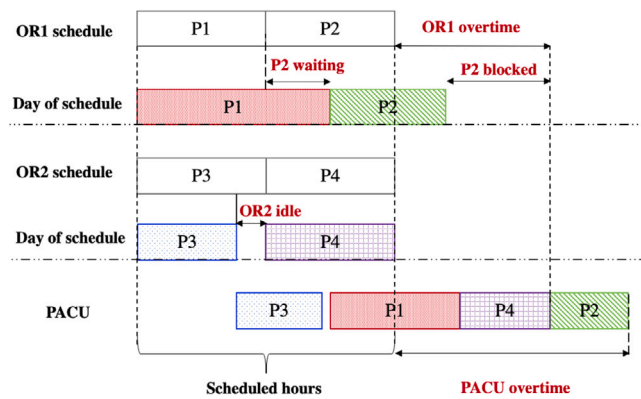 OR1 schedule P1 P2 OR1 overtime
P2 waiting P2 blocked
Day of schedule P1 P2
OR2 schedule P3 P4
OR2 idle
Day of schedule P3 P4
PACU P3 P1 P4 P2
Scheduled hours PACU overtime